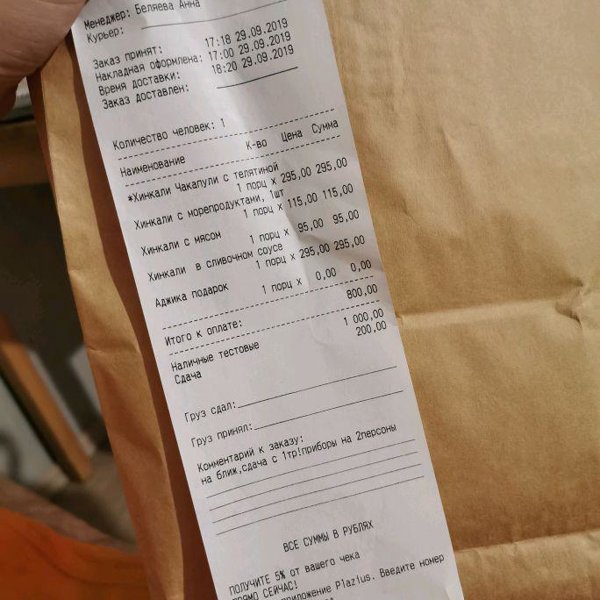 Менеджер: Беляева Анна
Курьер:
Заказ принят: 17:18 29.09.2019
Накладная оформлена: 17:00 29.09.2019
Время доставки: 18:20 29.09.2019
Заказ доставлен:
Количество человек: 1
Наименование К-во Цена Сумма
*Хинкали Чакапули с телятиной
1 порц x 295,00 295,00
Хинкали с морепродуктами, 1шт
1 порц x 115,00 115,00
Хинкали с мясом
1 порц x 95,00 95,00
Хинкали в сливочном соусе
1 порц x 295,00 295,00
Аджика подарок
1 порц x 0,00 0,00
Итого к оплате: 800,00
Наличные тестовые 1 000,00
Сдача 200,00
Груз сдал:
Груз принял:
Комментарий к заказу:
на ближ,сдача с 1тр!приборы на 2персоны
ВСЕ СУММЫ В РУБЛЯХ
ПОЛУЧИТЕ 5% от вашего чека
ПРЯМО СЕЙЧАС!
приложение Plazius. Введите номер